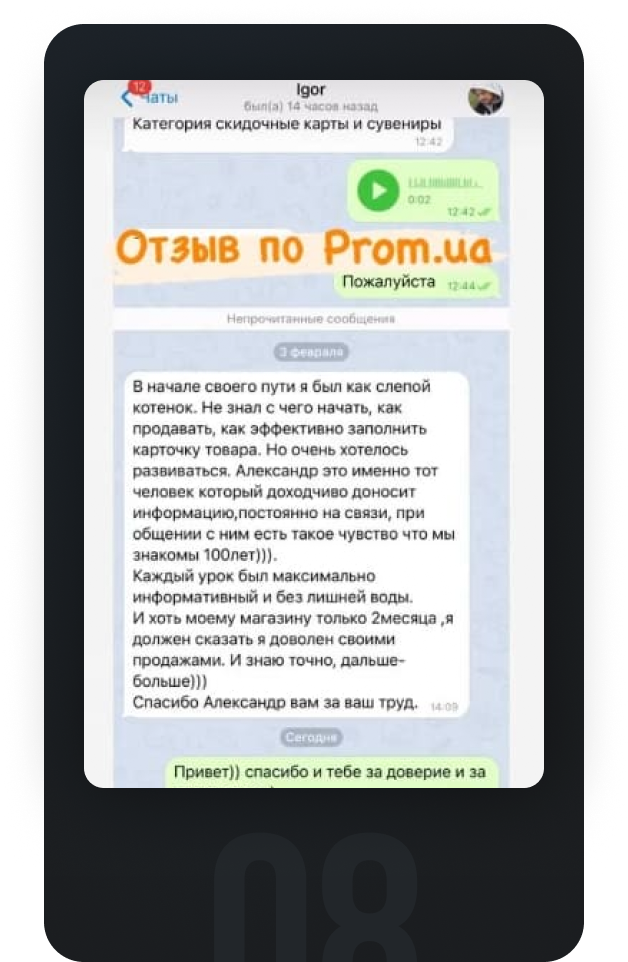 12
Чаты
Igor
был(а) 14 часов назад
Категория скидочные карты и сувениры
12:42
0:02
12:42
Отзыв по Prom.ua
Пожалуйста 12:44
Непрочитанные сообщения
3 февраля
В начале своего пути я был как слепой
котенок. Не знал с чего начать, как
продавать, как эффективно заполнить
карточку товара. Но очень хотелось
развиваться. Александр это именно тот
человек который доходчиво доносит
информацию,постоянно на связи, при
общении с ним есть такое чувство что мы
знакомы 100лет))).
Каждый урок был максимально
информативный и без лишней воды.
И хоть моему магазину только 2месяца ,я
должен сказать я доволен своими
продажами. И знаю точно, дальше-
больше)))
Спасибо Александр вам за ваш труд. 14:09
Сегодня
Привет)) спасибо и тебе за доверие и за
08